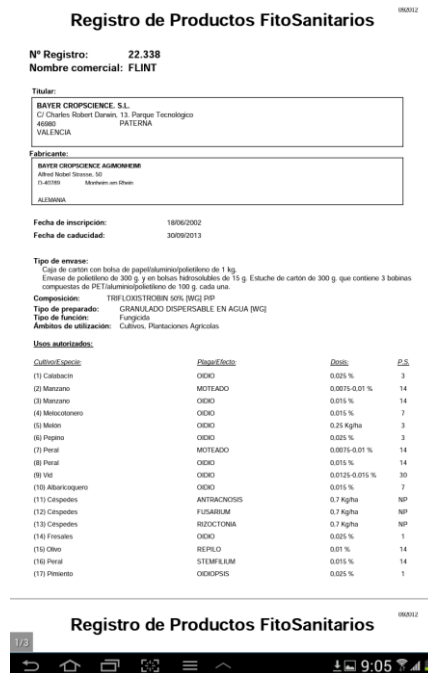 092012
Registro de Productos FitoSanitarios
Nº Registro: 22.338
Nombre comercial: FLINT
Titular:
BAYER CROPSCIENCE, S.L.
C/ Charles Robert Darwin, 13. Parque Tecnológico
46980 PATERNA
VALENCIA
Fabricante:
BAYER CROPSCIENCE AG/MONHEIM
Alfred Nobel Strasse, 50
D-40789 Monheim am Rhein
ALEMANIA
Fecha de inscripción: 18/06/2002
Fecha de caducidad: 30/09/2013
Tipo de envase:
Caja de cartón con bolsa de papel/aluminio/polietileno de 1 kg.
Envase de polietileno de 300 g. y en bolsas hidrosolubles de 15 g. Estuche de cartón de 300 g. que contiene 3 bobinas
compuestas de PET/aluminio/polietileno de 100 g. cada una.
Composición: TRIFLOXISTROBIN 50% [WG] P/P
Tipo de preparado: GRANULADO DISPERSABLE EN AGUA [WG]
Tipo de función: Fungicida
Ámbitos de utilización: Cultivos, Plantaciones Agrícolas
Usos autorizados:
Cultivo/Especie: Plaga/Efecto: Dosis: P.S.
(1) Calabacín OIDIO 0,025 % 3
(2) Manzano MOTEADO 0,0075-0,01 % 14
(3) Manzano OIDIO 0,015 % 14
(4) Melocotonero OIDIO 0,015 % 7
(5) Melón OIDIO 0,25 Kg/ha 3
(6) Pepino OIDIO 0,025 % 3
(7) Peral MOTEADO 0,0075-0,01 % 14
(8) Peral OIDIO 0,015 % 14
(9) Vid OIDIO 0,0125-0,015 % 30
(10) Albaricoquero OIDIO 0,015 % 7
(11) Céspedes ANTRACNOSIS 0,7 Kg/ha NP
(12) Céspedes FUSARIUM 0,7 Kg/ha NP
(13) Céspedes RIZOCTONIA 0,7 Kg/ha NP
(14) Fresales OIDIO 0,025 % 1
(15) Olivo REPILO 0,01 % 14
(16) Peral STEMFILIUM 0,015 % 14
(17) Pimiento OIDIOPSIS 0,025 % 1
092012
Registro de Productos FitoSanitarios
1/3
9:05